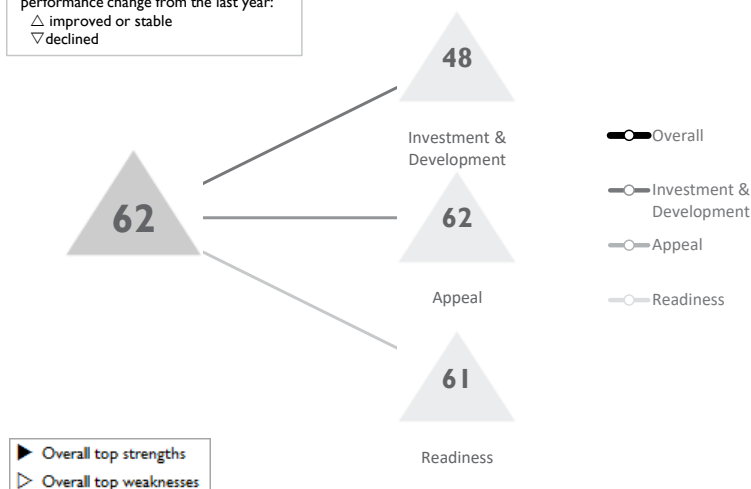 performance change from the last year:
△ improved or stable
▽ declined
48
Investment &
Development
62
62
Appeal
61
Readiness
Overall
Investment &
Development
Appeal
Readiness
▶ Overall top strengths
▷ Overall top weaknesses